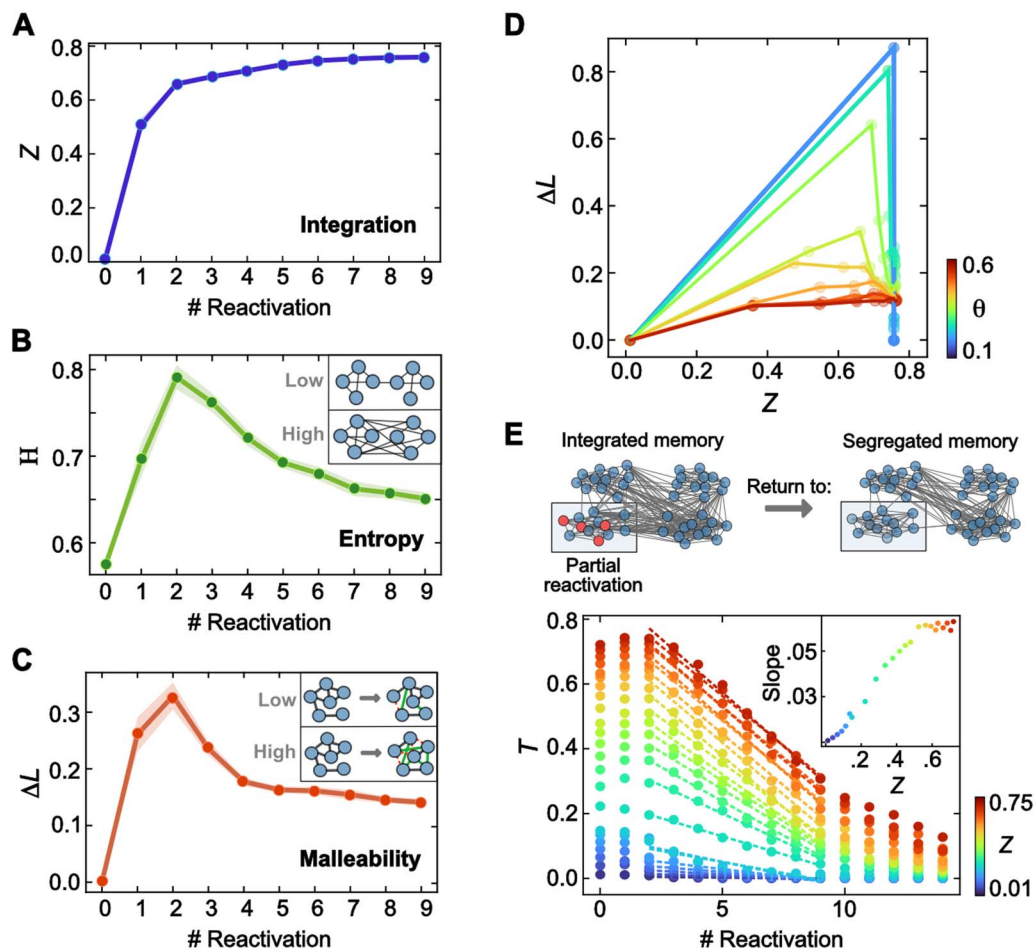 A
0.8
0.6
0.4
0.2
0.0
Z
Integration
0 1 2 3 4 5 6 7 8 9
# Reactivation
B
0.8
0.7
0.6
H
Low
High
Entropy
0 1 2 3 4 5 6 7 8 9
# Reactivation
C
0.3
0.2
0.1
0.0
ΔL
Low
High
Malleability
0 1 2 3 4 5 6 7 8 9
# Reactivation
D
0.8
0.6
0.4
0.2
0.0
ΔL
0.0 0.2 0.4 0.6 0.8
Z
0.6
θ
0.1
E
Integrated memory
Segregated memory
Return to:
Partial
reactivation
0.8
0.6
0.4
0.2
0.0
T
0 5 10
# Reactivation
Slope
.05
.03
0 .2 .4 .6
Z
0.75
Z
0.01